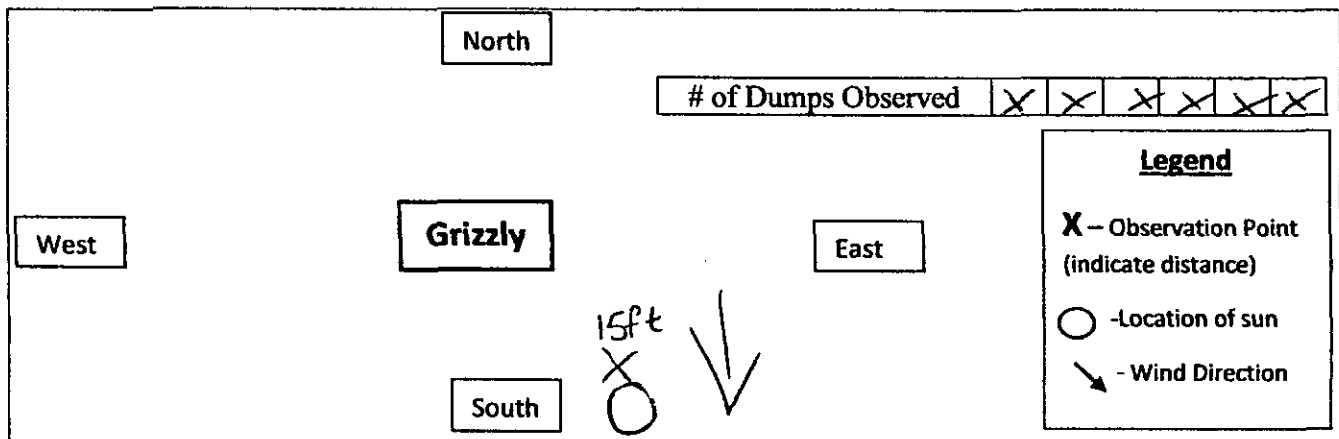 North
# of Dumps Observed X X X X X X
Legend
West
Grizzly
East
X – Observation Point
(indicate distance)
15ft
X
-Location of sun
- Wind Direction
South